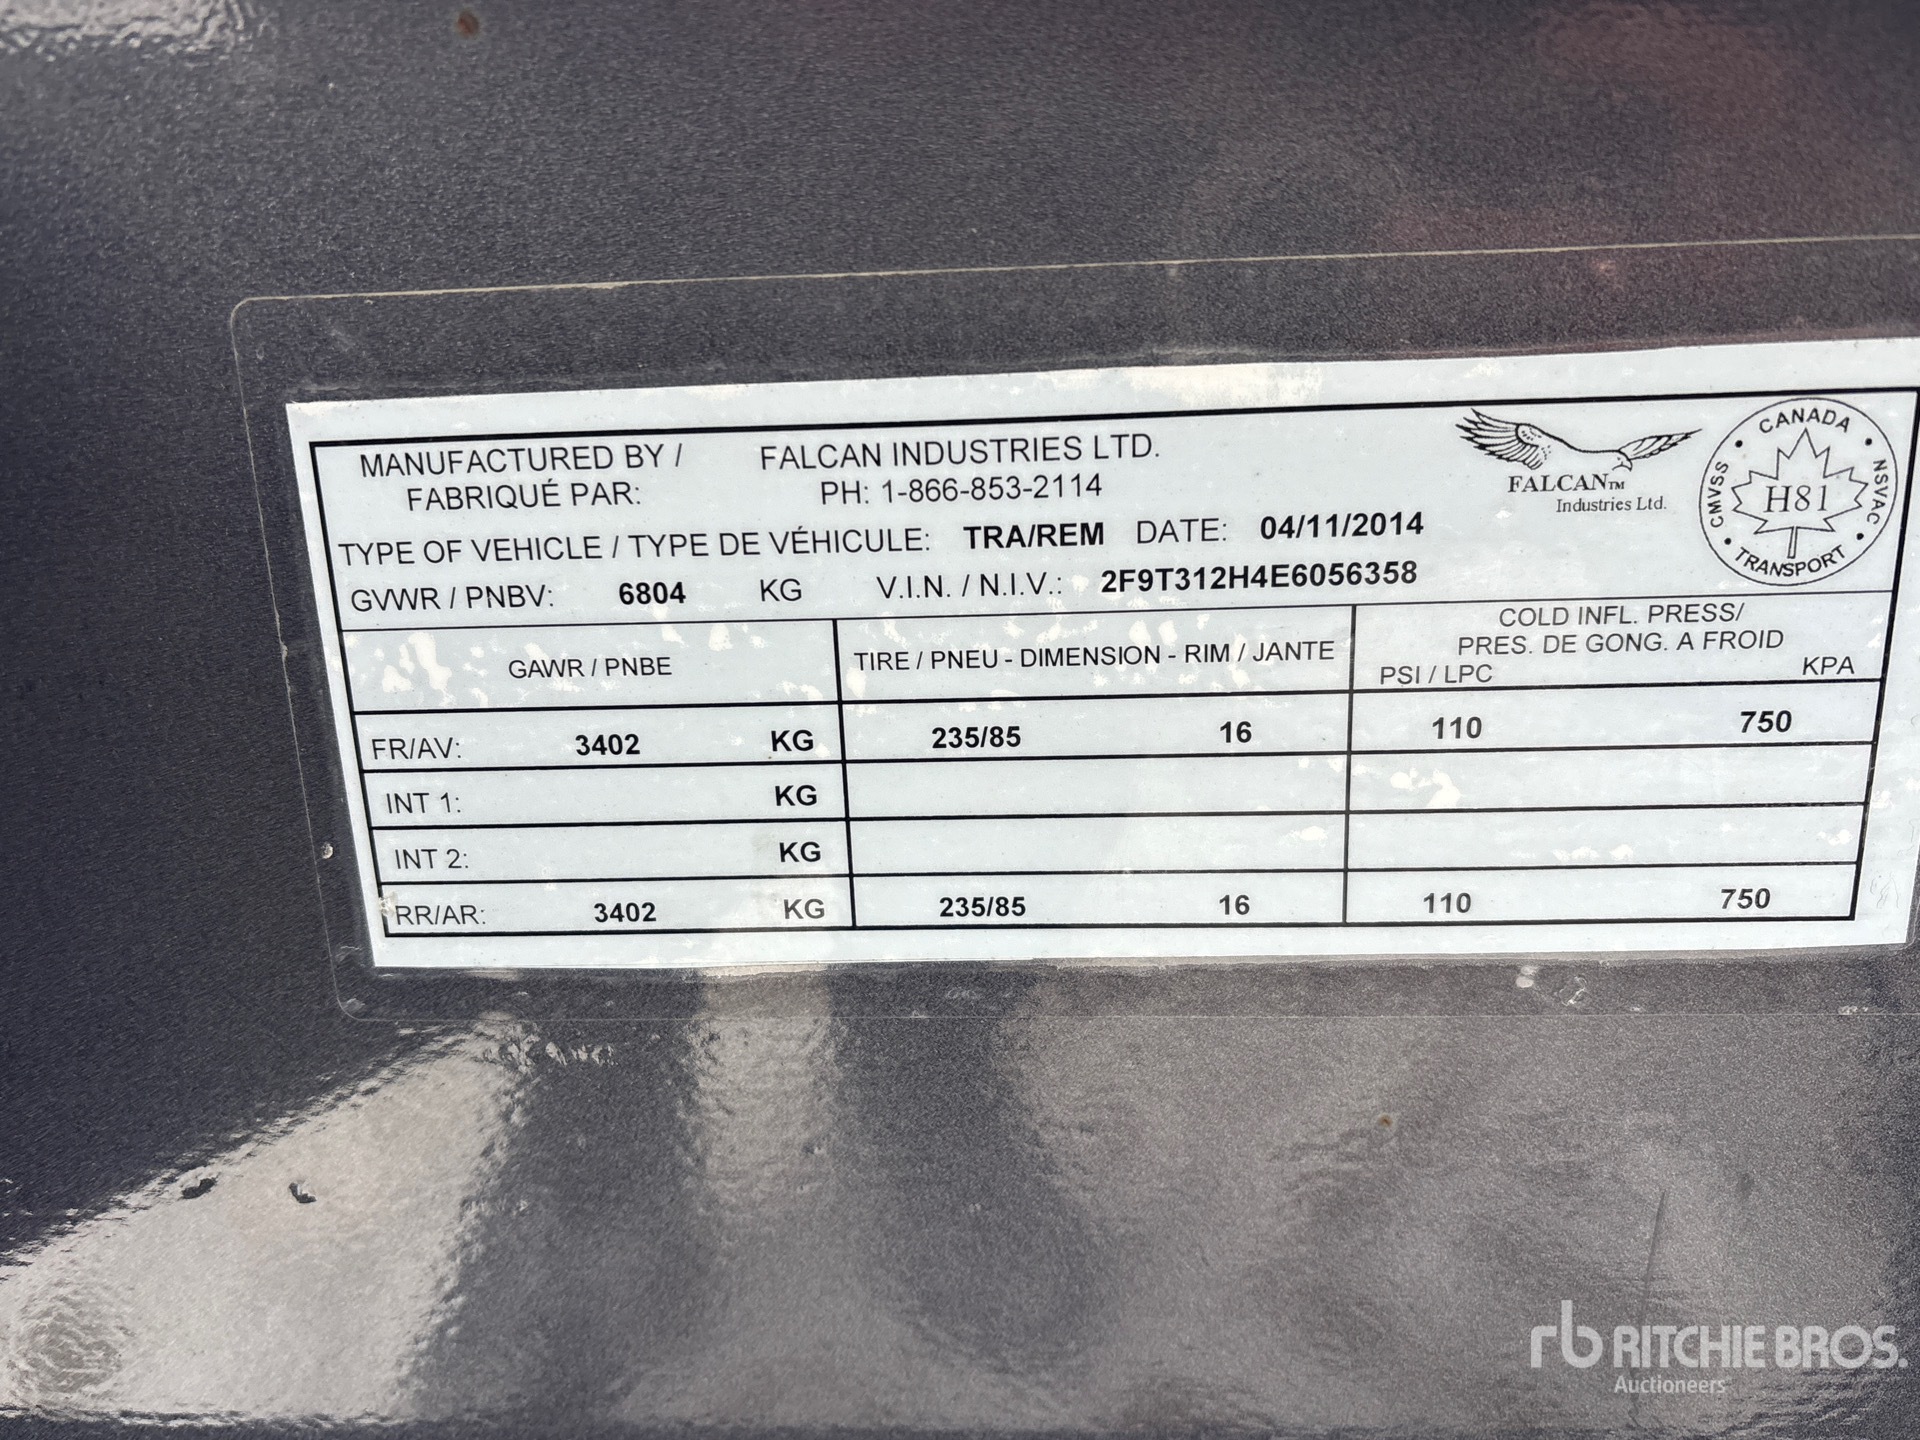 MANUFACTURED BY / FALCAN INDUSTRIES LTD.
FABRIQUÉ PAR: PH: 1-866-853-2114
FALCAN™
Industries Ltd.
CANADA
CMVSS H81 NSVAC
TRANSPORT
TYPE OF VEHICLE / TYPE DE VÉHICULE: TRA/REM DATE: 04/11/2014
GVWR / PNBV: 6804 KG V.I.N. / N.I.V.: 2F9T312H4E6056358
GAWR / PNBE TIRE / PNEU - DIMENSION - RIM / JANTE COLD INFL. PRESS/
PRES. DE GONG. A FROID
PSI / LPC KPA
FR/AV: 3402 KG 235/85 16 110 750
INT 1: KG
INT 2: KG
RR/AR: 3402 KG 235/85 16 110 750
rb RITCHIE BROS.
Auctioneers